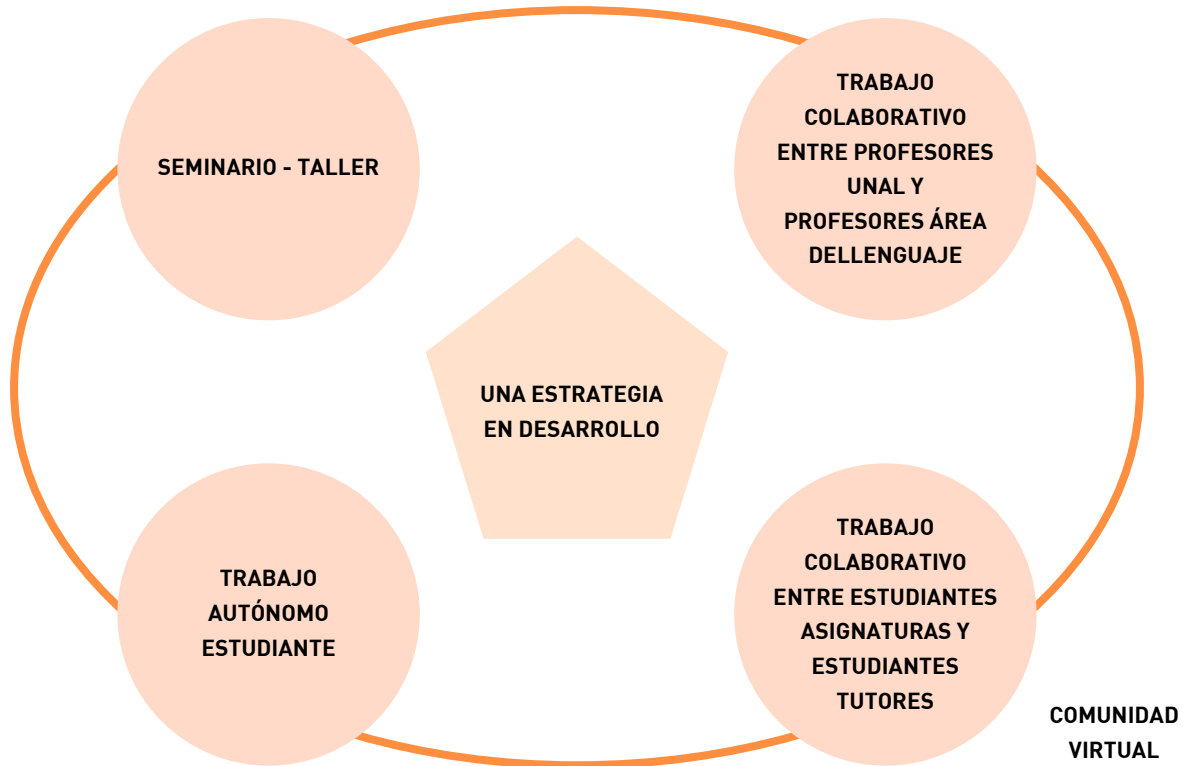 SEMINARIO - TALLER
TRABAJO
COLABORATIVO
ENTRE PROFESORES
UNAL Y
PROFESORES ÁREA
DELLENGUAJE
UNA ESTRATEGIA
EN DESARROLLO
TRABAJO
AUTÓNOMO
ESTUDIANTE
TRABAJO
COLABORATIVO
ENTRE ESTUDIANTES
ASIGNATURAS Y
ESTUDIANTES
TUTORES
COMUNIDAD
VIRTUAL